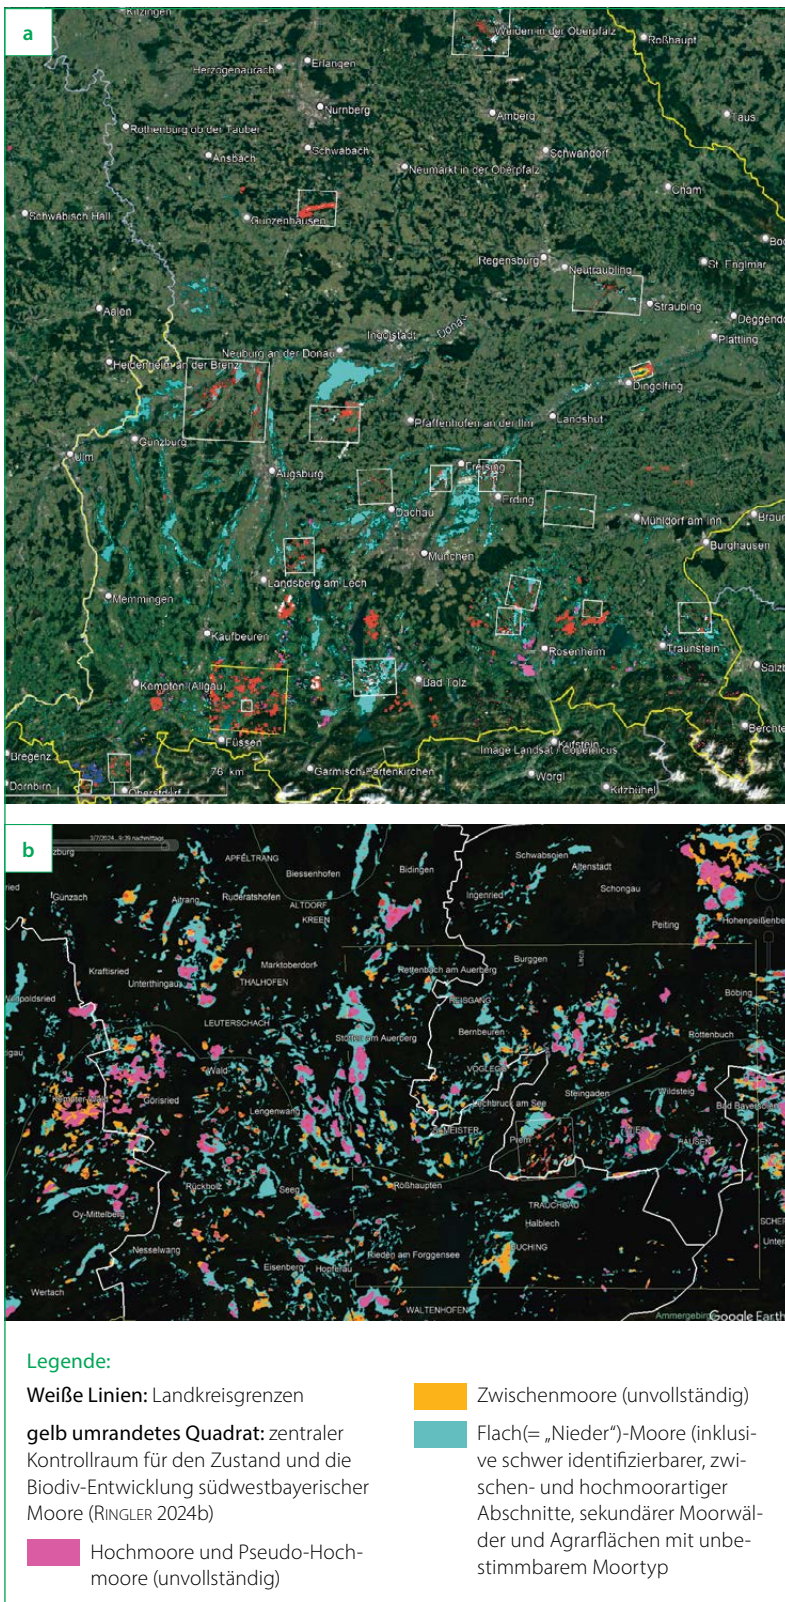 a
Kitzingen
Weiden in der Oberpfalz
Roßhaupt
Herzogenaurach
Erlangen
Nürnberg
Amberg
Taus
Rothenburg ob der Tauber
Ansbach
Schwabach
Schwandorf
Neumarkt in der Oberpfalz
Cham
Schwäbisch Hall
Gunzenhausen
Regensburg
Neutraubling
St. Englmar
Straubing
Aalen
Ingolstadt
Donau
Plattling
Neuburg an der Donau
Heidenheim an der Brenz
Dingolfing
Pfaffenhofen an der Ilm
Landshut
Günzburg
Ulm
Augsburg
Freising
Erding
Dachau
Mühldorf am Inn
Burghausen
München
Landsberg am Lech
Memmingen
Kaufbeuren
Rosenheim
Traunstein
Kempten (Allgäu)
Bad Tölz
Füssen
Kufstein
Image Landsat / Copernicus
Bregenz
76 km
Garmisch-Partenkirchen
Wörgl
Dornbirn
Oberstdorf
Kitzbühel
b
APFELTRANG
Biessenhofen
Bidingen
Schwabsoien
Altenstadt
Günzach
Aitrang
Ruderatshofen
ALTDORF
KREEN
Ingenried
Schongau
Peiting
Hohenpeißenbe
Kraftisried
Unterthingau
Marktoberdorf
THALHOFEN
Rettenbach am Auerberg
Burggen
Lech
Böbing
LEUTERSCHACH
Stötten am Auerberg
Bernbeuren
Rottenbuch
Wald
Görisried
Lengenwang
Lechbruck am See
Steingaden
Wildsteig
Prem
Rückholz
Seeg
Roßhaupten
Oy-Mittelberg
TRAUCHGAU
Halblech
Nesselwang
Eisenberg
Hopferau
Rieden am Forggensee
BUCHING
Wertach
WALTENHOFEN
Google Earth
Legende:
Weiße Linien: Landkreisgrenzen
gelb umrandetes Quadrat: zentraler
Kontrollraum für den Zustand und die
Biodiv-Entwicklung südwestbayerischer
Moore (RINGLER 2024b)
Hochmoore und Pseudo-Hoch-
moore (unvollständig)
Zwischenmoore (unvollständig)
Flach(= „Nieder“)-Moore (inklusi-
ve schwer identifizierbarer, zwi-
schen- und hochmoorartiger
Abschnitte, sekundärer Moorwäl-
der und Agrarflächen mit unbe-
stimmbarem Moortyp